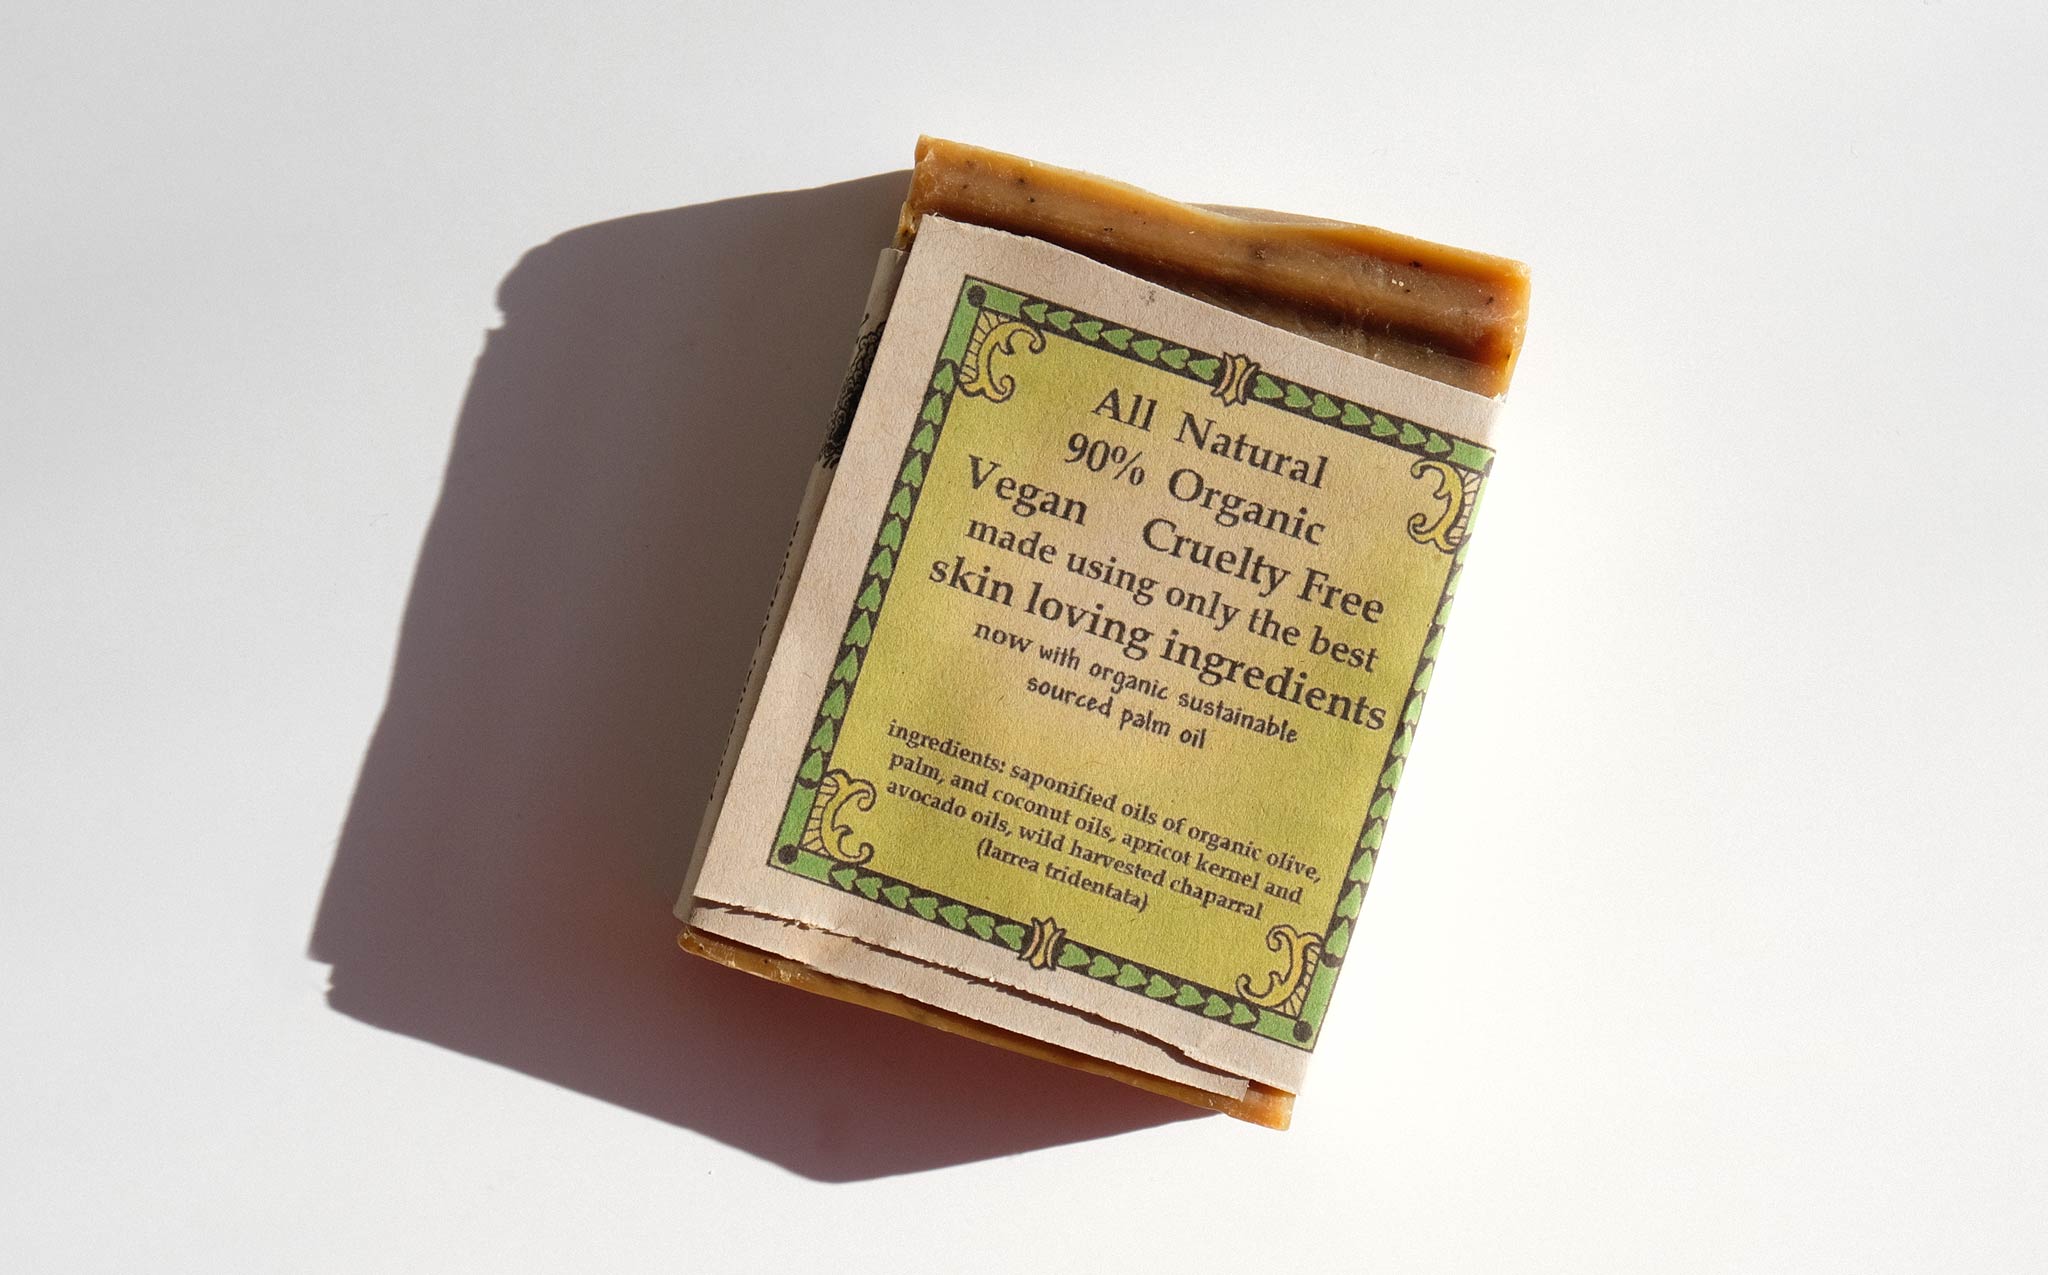 All Natural
90% Organic
Vegan Cruelty Free
made using only the best
skin loving ingredients
now with organic sustainable
sourced palm oil
ingredients: saponified oils of organic olive,
palm, and coconut oils, apricot kernel and
avocado oils, wild harvested chaparral
(larrea tridentata)